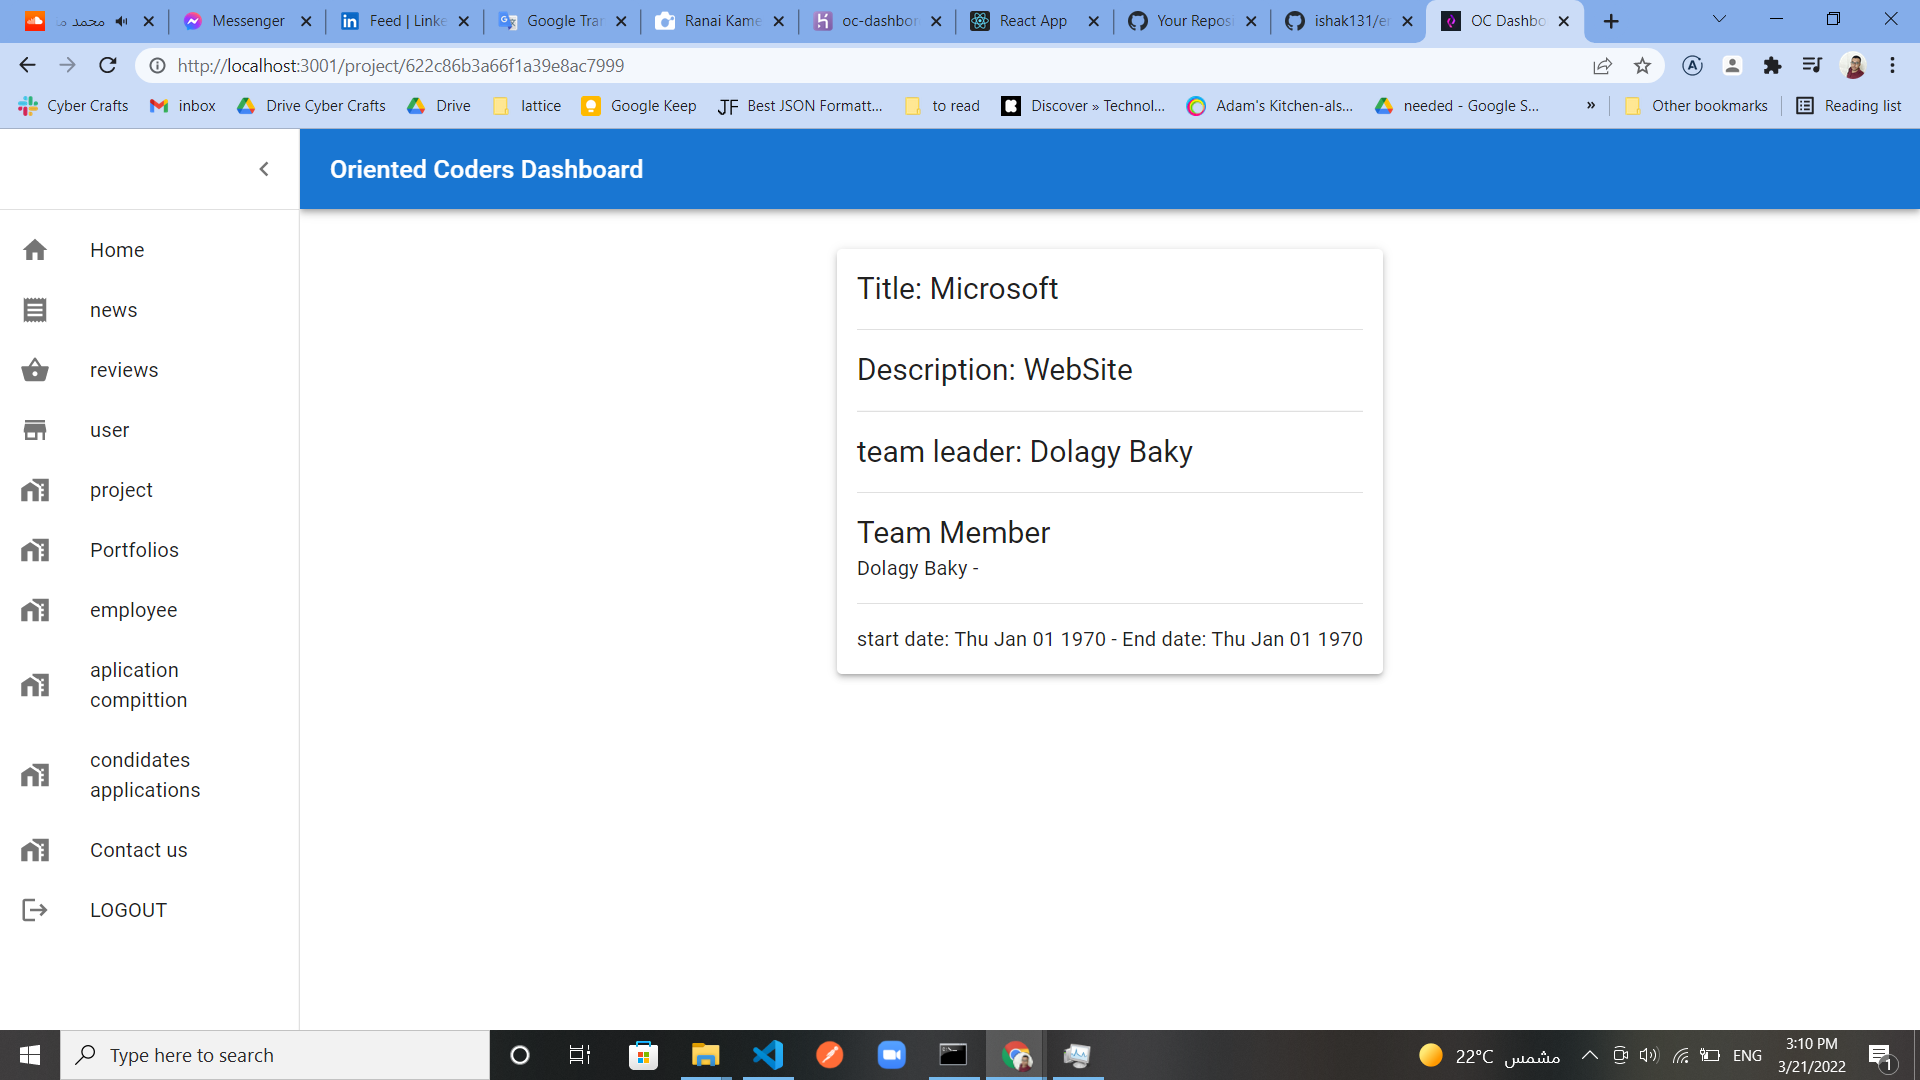 محمد
Messenger
Feed | Linke
Google Tran
Ranai Kame
oc-dashbor
React App
Your Reposi
ishak131/er
OC Dashbo
http://localhost:3001/project/622c86b3a66f1a39e8ac7999
Cyber Crafts
inbox
Drive Cyber Crafts
Drive
lattice
Google Keep
JF Best JSON Formatt...
to read
Discover » Technol...
Adam's Kitchen-als...
needed - Google S...
»
Other bookmarks
Reading list
Oriented Coders Dashboard
Home
news
reviews
user
project
Portfolios
employee
aplication
compittion
condidates
applications
Contact us
LOGOUT
Title: Microsoft
Description: WebSite
team leader: Dolagy Baky
Team Member
Dolagy Baky -
start date: Thu Jan 01 1970 - End date: Thu Jan 01 1970
Type here to search
22°C مشمس
ENG
3:10 PM
3/21/2022
1